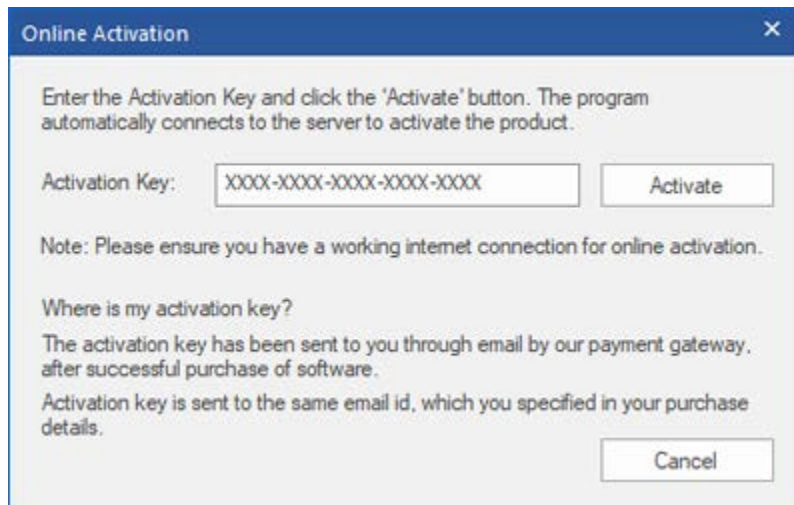 Online Activation
Enter the Activation Key and click the 'Activate' button. The program
automatically connects to the server to activate the product.
Activation Key:
XXXX-XXXX-XXXX-XXXX-XXXX
Activate
Note: Please ensure you have a working internet connection for online activation.
Where is my activation key?
The activation key has been sent to you through email by our payment gateway,
after successful purchase of software.
Activation key is sent to the same email id, which you specified in your purchase
details.
Cancel